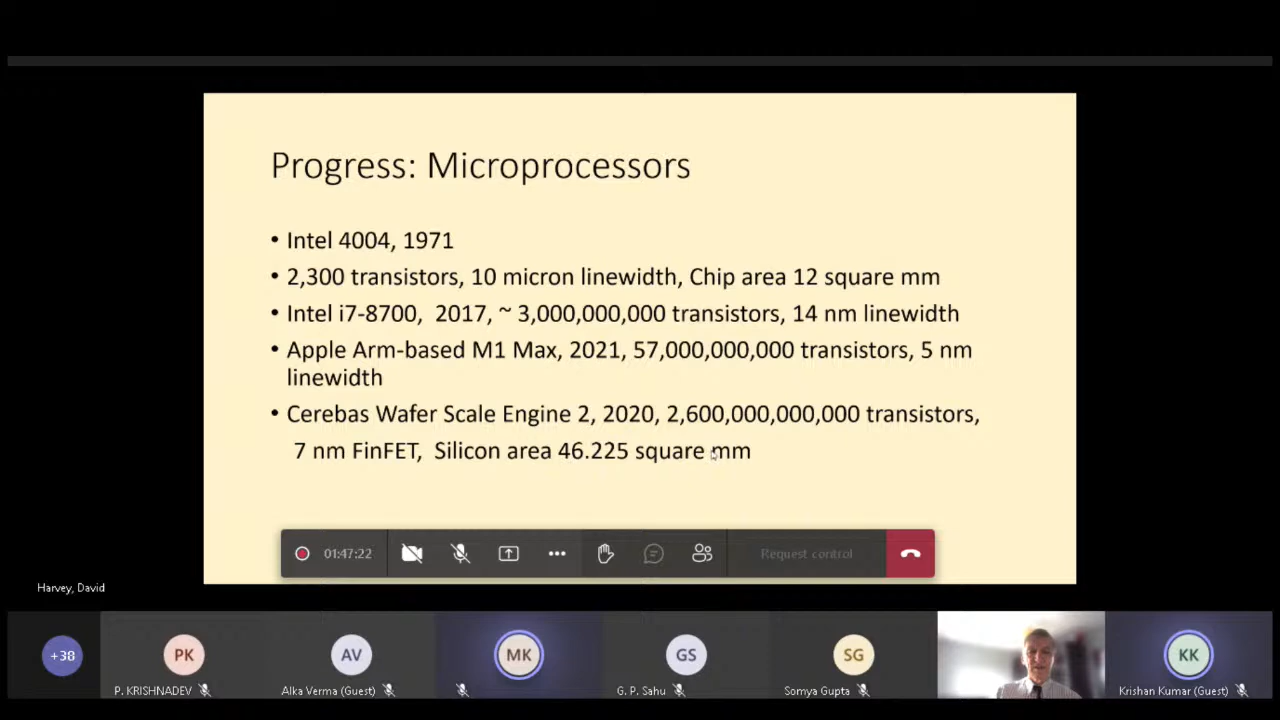 Progress: Microprocessors
• Intel 4004, 1971
• 2,300 transistors, 10 micron linewidth, Chip area 12 square mm
• Intel i7-8700, 2017, ~ 3,000,000,000 transistors, 14 nm linewidth
• Apple Arm-based M1 Max, 2021, 57,000,000,000 transistors, 5 nm
linewidth
• Cerebas Wafer Scale Engine 2, 2020, 2,600,000,000,000 transistors,
7 nm FinFET, Silicon area 46.225 square mm
01:47:22
Request control
Harvey, David
+38
PK
AV
MK
GS
SG
KK
P. KRISHNADEV
Alka Verma (Guest)
G. P. Sahu
Somya Gupta
Krishan Kumar (Guest)